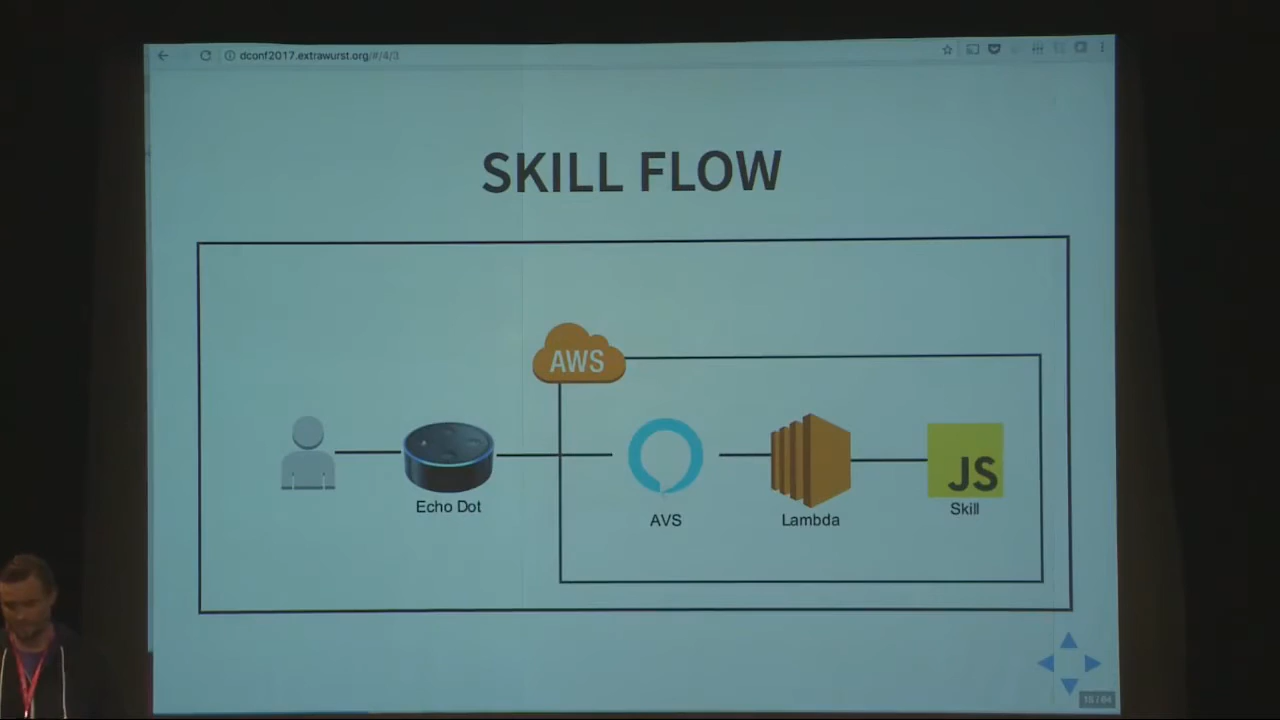 dconf2017.extrawurst.org/#/4/3
SKILL FLOW
AWS
JS
Echo Dot
AVS
Lambda
Skill